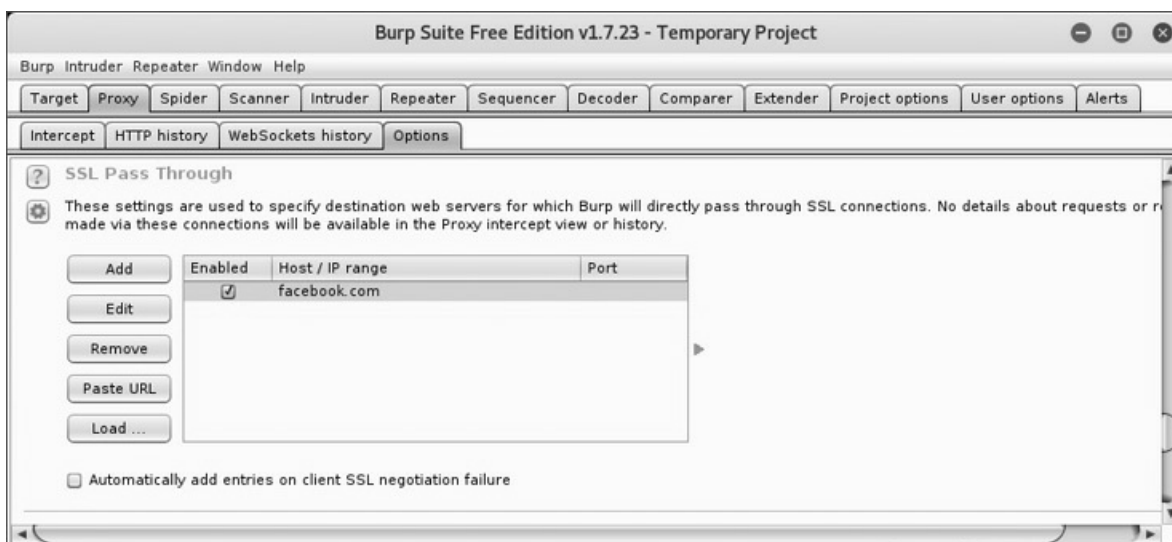 Burp Suite Free Edition v1.7.23 - Temporary Project
Burp Intruder Repeater Window Help
Target Proxy Spider Scanner Intruder Repeater Sequencer Decoder Comparer Extender Project options User options Alerts
Intercept HTTP history WebSockets history Options
? SSL Pass Through
These settings are used to specify destination web servers for which Burp will directly pass through SSL connections. No details about requests or
made via these connections will be available in the Proxy intercept view or history.
Add Enabled Host / IP range Port
facebook.com
Edit
Remove
Paste URL
Load ...
Automatically add entries on client SSL negotiation failure